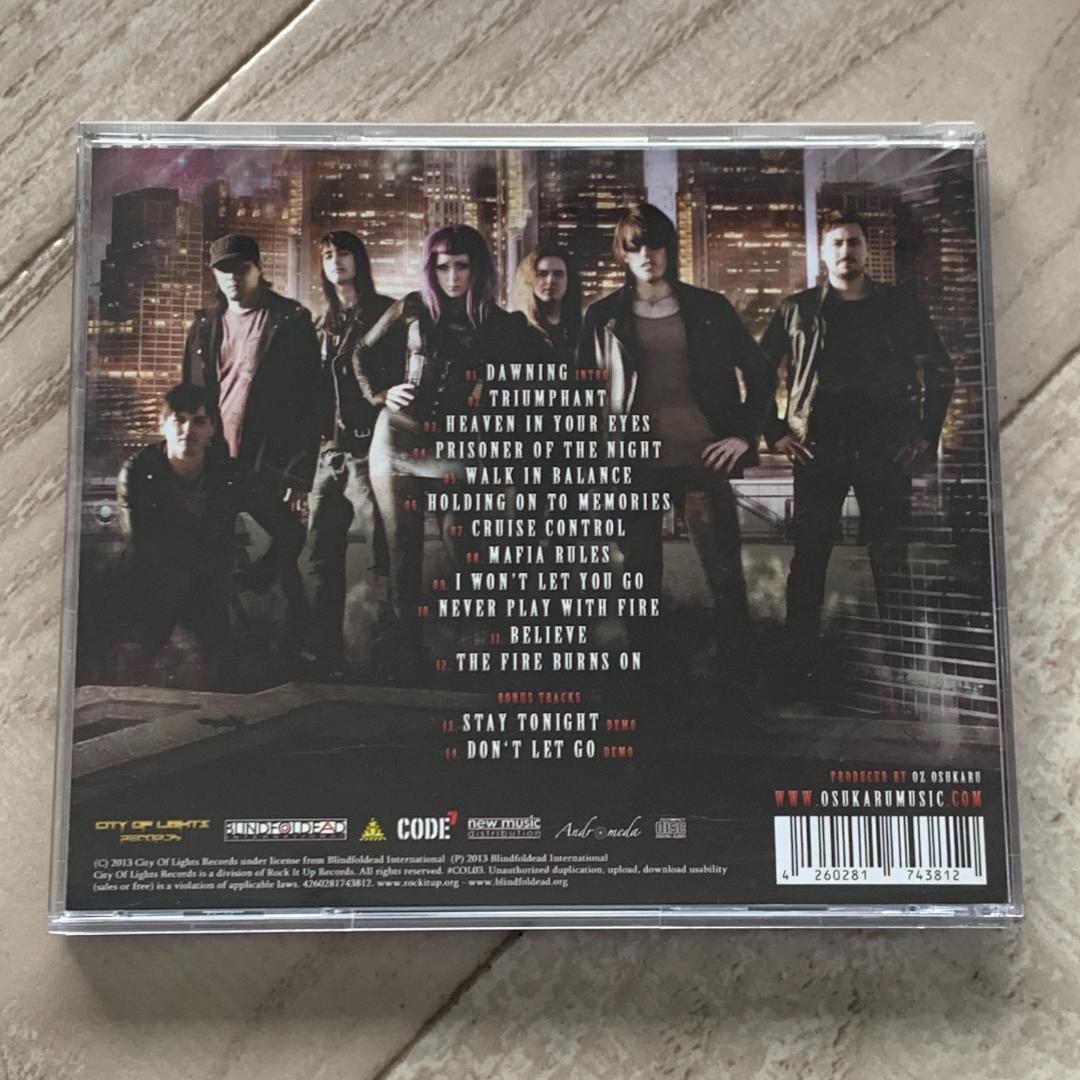 01. DAWNING INTRO
02. TRIUMPHANT
03. HEAVEN IN YOUR EYES
04. PRISONER OF THE NIGHT
05. WALK IN BALANCE
06. HOLDING ON TO MEMORIES
07. CRUISE CONTROL
08. MAFIA RULES
09. I WON'T LET YOU GO
10. NEVER PLAY WITH FIRE
11. BELIEVE
12. THE FIRE BURNS ON
BONUS TRACKS
13. STAY TONIGHT DEMO
14. DON'T LET GO DEMO
PRODUCED BY OZ OSUKARU
WWW.OSUKARUMUSIC.COM
CITY OF LIGHTS
RECORDS
BLINDFOLDEAD
INTERNATIONAL
CODE7
new music
distribution
Andromeda
COMPACT
DISC
DIGITAL AUDIO
(C) 2013 City Of Lights Records under license from Blindfoldead International (P) 2013 Blindfoldead International
City Of Lights Records is a division of Rock It Up Records. All rights reserved. #COL03. Unauthorized duplication, upload, download usability
(sales or free) is a violation of applicable laws. 4260281743812. www.rockitup.org - www.blindfoldead.org
4 260281 743812